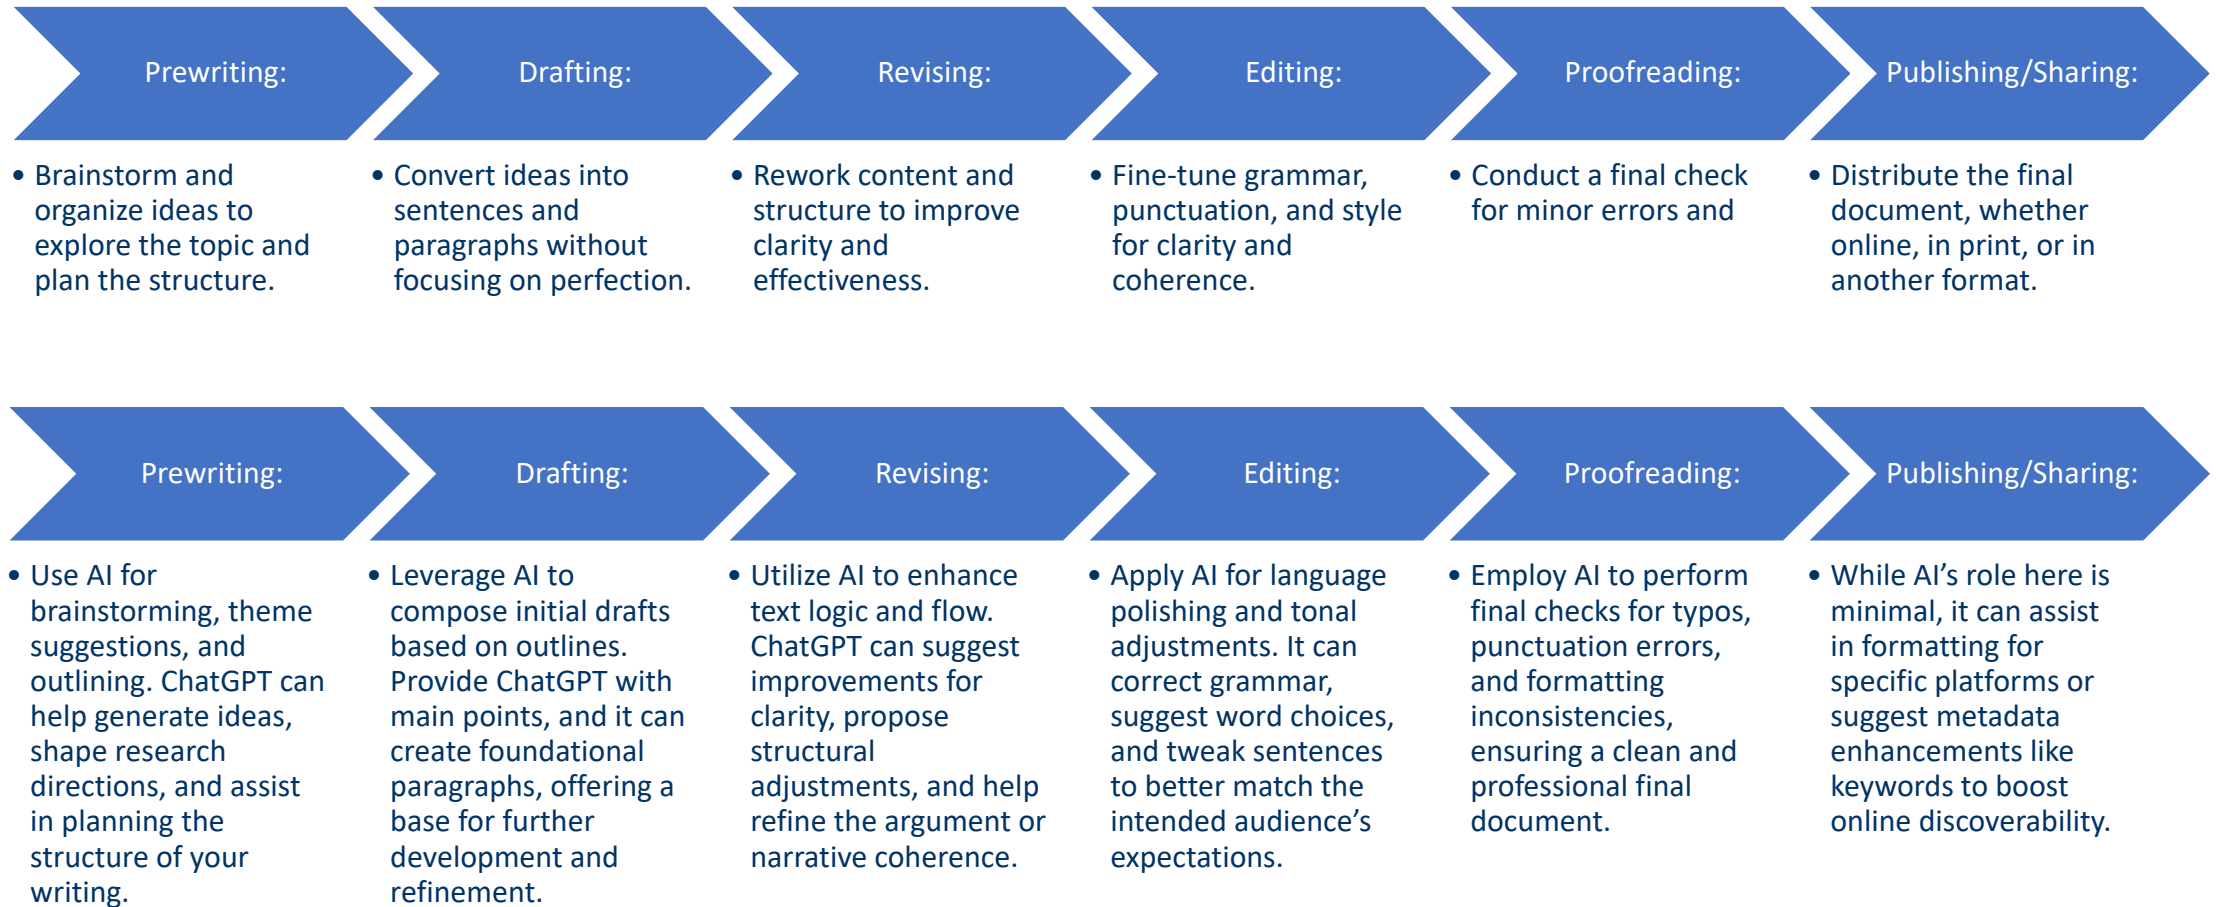 Prewriting:
Drafting:
Revising:
Editing:
Proofreading:
Publishing/Sharing:
• Brainstorm and
organize ideas to
explore the topic and
plan the structure.
• Convert ideas into
sentences and
paragraphs without
focusing on perfection.
• Rework content and
structure to improve
clarity and
effectiveness.
• Fine-tune grammar,
punctuation, and style
for clarity and
coherence.
• Conduct a final check
for minor errors and
• Distribute the final
document, whether
online, in print, or in
another format.
Prewriting:
Drafting:
Revising:
Editing:
Proofreading:
Publishing/Sharing:
• Use AI for
brainstorming, theme
suggestions, and
outlining. ChatGPT can
help generate ideas,
shape research
directions, and assist
in planning the
structure of your
writing.
• Leverage AI to
compose initial drafts
based on outlines.
Provide ChatGPT with
main points, and it can
create foundational
paragraphs, offering a
base for further
development and
refinement.
• Utilize AI to enhance
text logic and flow.
ChatGPT can suggest
improvements for
clarity, propose
structural
adjustments, and help
refine the argument or
narrative coherence.
• Apply AI for language
polishing and tonal
adjustments. It can
correct grammar,
suggest word choices,
and tweak sentences
to better match the
intended audience’s
expectations.
• Employ AI to perform
final checks for typos,
punctuation errors,
and formatting
inconsistencies,
ensuring a clean and
professional final
document.
• While AI’s role here is
minimal, it can assist
in formatting for
specific platforms or
suggest metadata
enhancements like
keywords to boost
online discoverability.